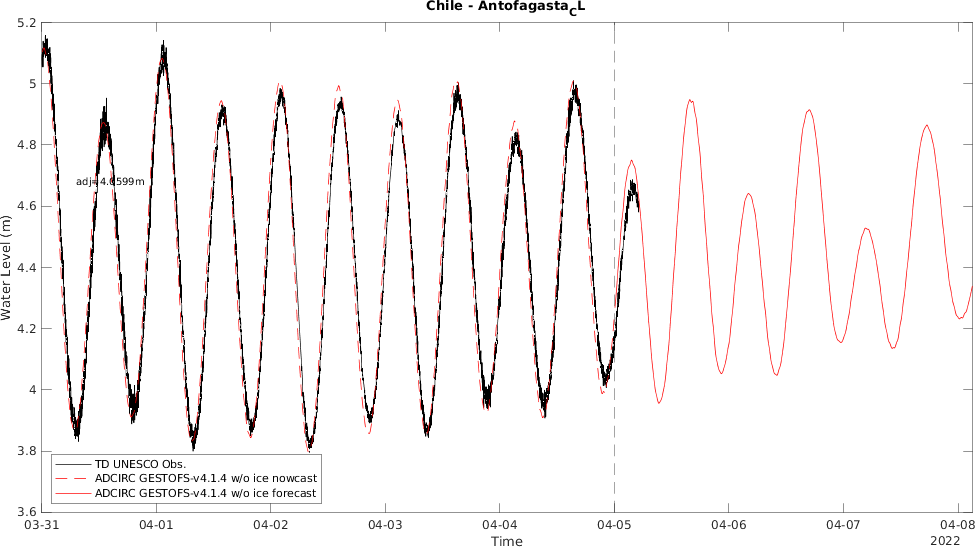 Chile - Antofagasta_CL
5.2
5
4.8
4.6
4.4
4.2
4
3.8
3.6
Water Level (m)
TD UNESCO Obs.
ADCIRC GESTOFS-v4.1.4 w/o ice nowcast
ADCIRC GESTOFS-v4.1.4 w/o ice forecast
03-31 04-01 04-02 04-03 04-04 04-05 04-06 04-07 04-08
Time
2022